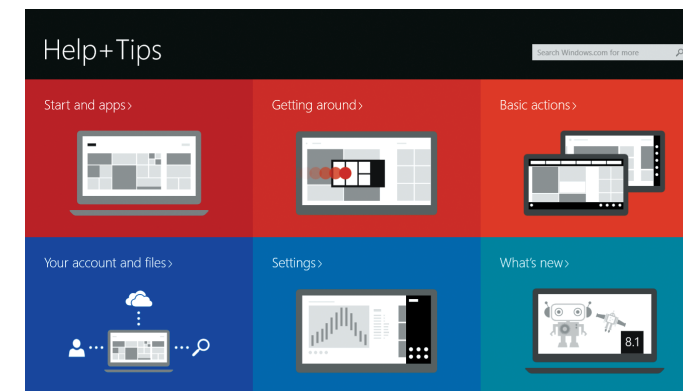 Help+Tips
Search Windows.com for more
Start and apps>
Getting around>
Basic actions>
Your account and files>
Settings>
What's new>
8.1